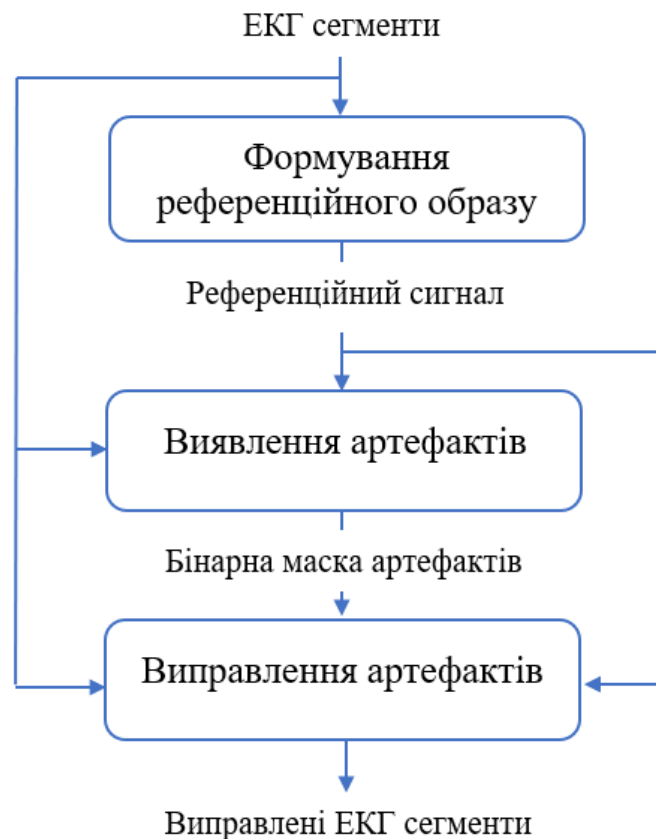 ЕКГ сегменти
Формування
референційного образу
Референційний сигнал
Виявлення артефактів
Бінарна маска артефактів
Виправлення артефактів
Виправлені ЕКГ сегменти